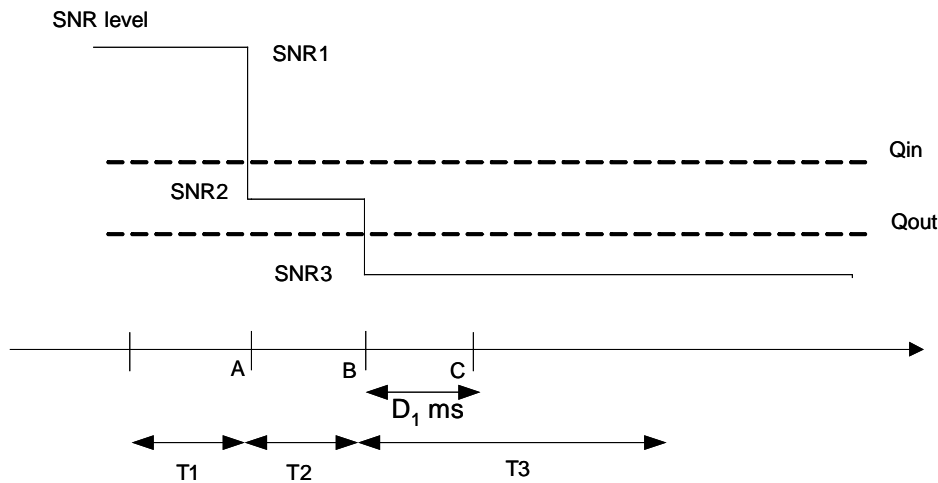 SNR level
SNR1
Qin
SNR2
Qout
SNR3
A
B
C
D₁ ms
T1
T2
T3